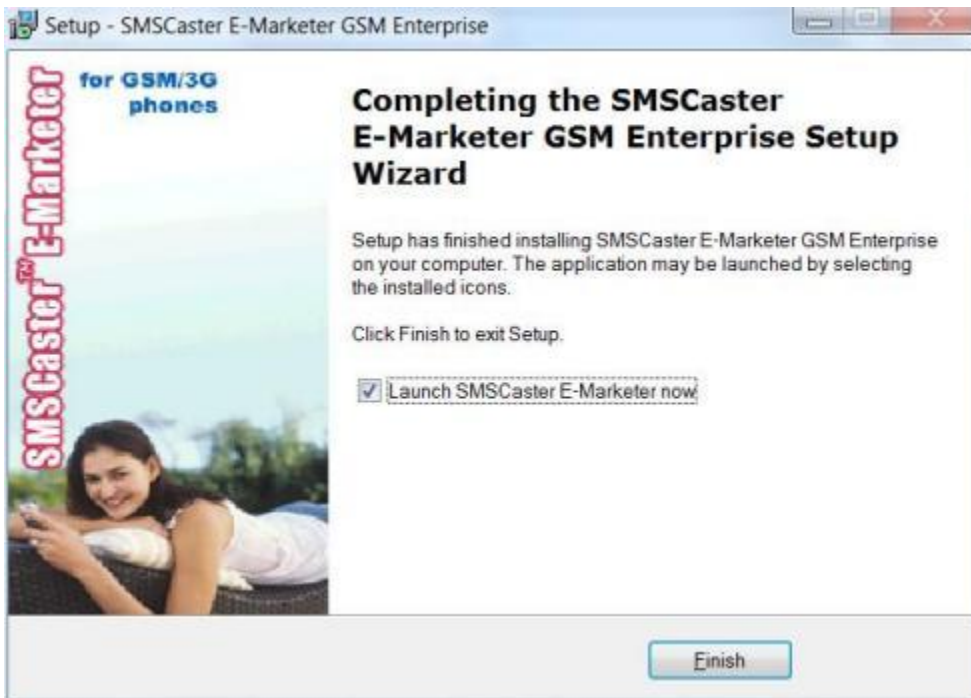 Setup - SMSCaster E-Marketer GSM Enterprise
for GSM/3G
phones
SMSCaster™ E-Marketer
Completing the SMSCaster
E-Marketer GSM Enterprise Setup
Wizard
Setup has finished installing SMSCaster E-Marketer GSM Enterprise
on your computer. The application may be launched by selecting
the installed icons.
Click Finish to exit Setup.
Launch SMSCaster E-Marketer now
Finish